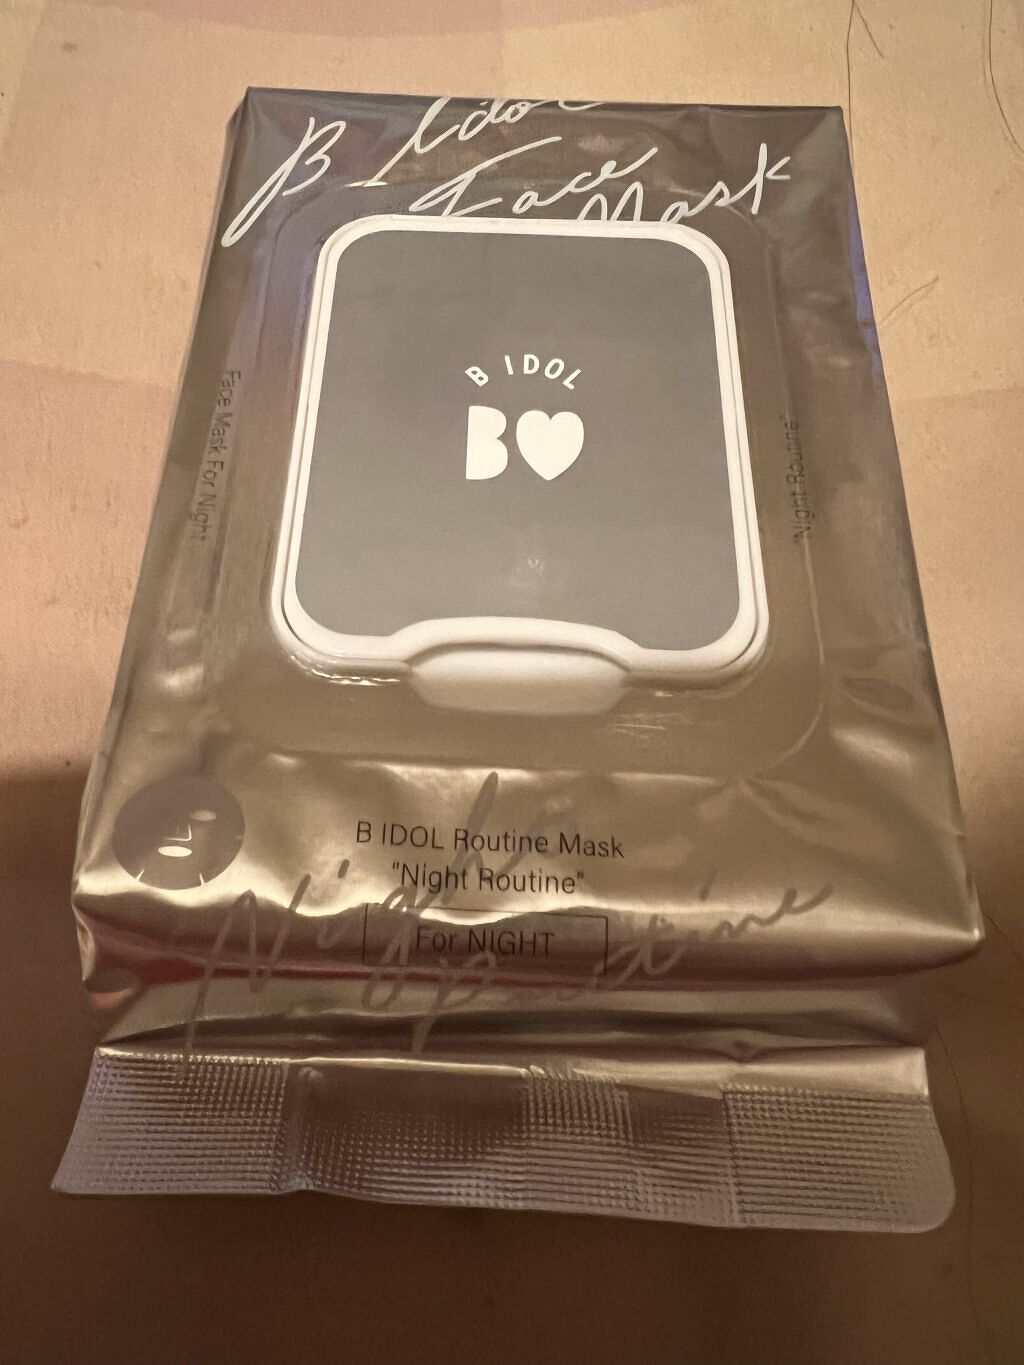 B Idol
Face
Mask
B IDOL
B
Face Mask For Night
"Night Routine"
B IDOL Routine Mask
"Night Routine"
For NIGHT
Night
Routine